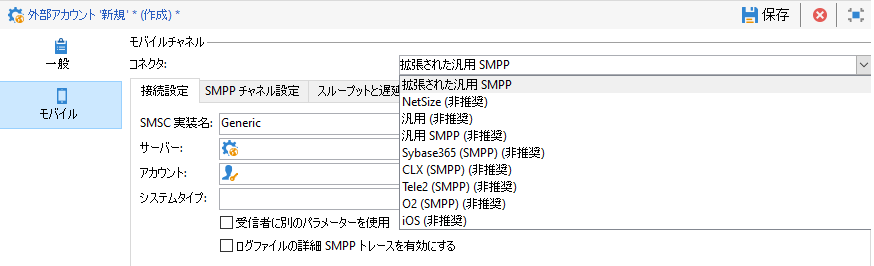 外部アカウント '新規' * (作成) *
保存
一般
モバイル
モバイルチャネル
コネクタ:
拡張された汎用 SMPP
拡張された汎用 SMPP
NetSize (非推奨)
汎用 (非推奨)
汎用 SMPP (非推奨)
Sybase365 (SMPP) (非推奨)
CLX (SMPP) (非推奨)
Tele2 (SMPP) (非推奨)
O2 (SMPP) (非推奨)
iOS (非推奨)
接続設定
SMPP チャネル設定
スループットと遅延
SMSC 実装名:
Generic
サーバー:
アカウント:
システムタイプ:
受信者に別のパラメーターを使用
ログファイルの詳細 SMPP トレースを有効にする